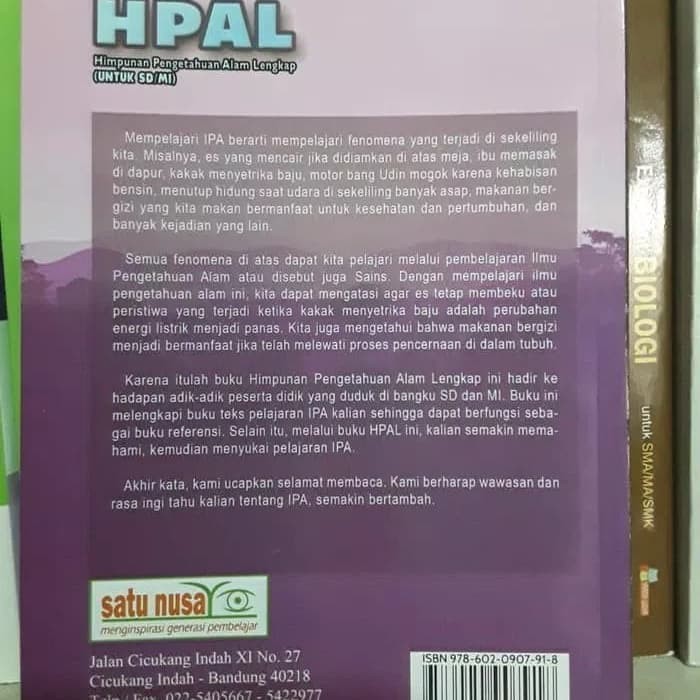 HPAL
Himpunan Pengetahuan Alam Lengkap
(UNTUK SD/MI)
Mempelajari IPA berarti mempelajari fenomena yang terjadi di sekeliling
kita. Misalnya, es yang mencair jika didiamkan di atas meja, ibu memasak
di dapur, kakak menyetrika baju, motor bang Udin mogok karena kehabisan
bensin, menutup hidung saat udara di sekeliling banyak asap, makanan ber-
gizi yang kita makan bermanfaat untuk kesehatan dan pertumbuhan, dan
banyak kejadian yang lain.
Semua fenomena di atas dapat kita pelajari melalui pembelajaran Ilmu
Pengetahuan Alam atau disebut juga Sains. Dengan mempelajari ilmu
pengetahuan alam ini, kita dapat mengatasi agar es tetap membeku atau
peristiwa yang terjadi ketika kakak menyetrika baju adalah perubahan
energi listrik menjadi panas. Kita juga mengetahui bahwa makanan bergizi
menjadi bermanfaat jika telah melewati proses pencernaan di dalam tubuh.
Karena itulah buku Himpunan Pengetahuan Alam Lengkap ini hadir ke
hadapan adik-adik peserta didik yang duduk di bangku SD dan MI. Buku ini
melengkapi buku teks pelajaran IPA kalian sehingga dapat berfungsi seba-
gai buku referensi. Selain itu, melalui buku HPAL ini, kalian semakin mema-
hami, kemudian menyukai pelajaran IPA.
Akhir kata, kami ucapkan selamat membaca. Kami berharap wawasan dan
rasa ingi tahu kalian tentang IPA, semakin bertambah.
satu nusa
menginspirasi generasi pembelajar
Jalan Cicukang Indah XI No. 27
Cicukang Indah - Bandung 40218
Telp / Fax. 022-5405667 - 5422977
ISBN 978-602-0907-91-8
BIOLOGI
untuk SMA/MA/SMK